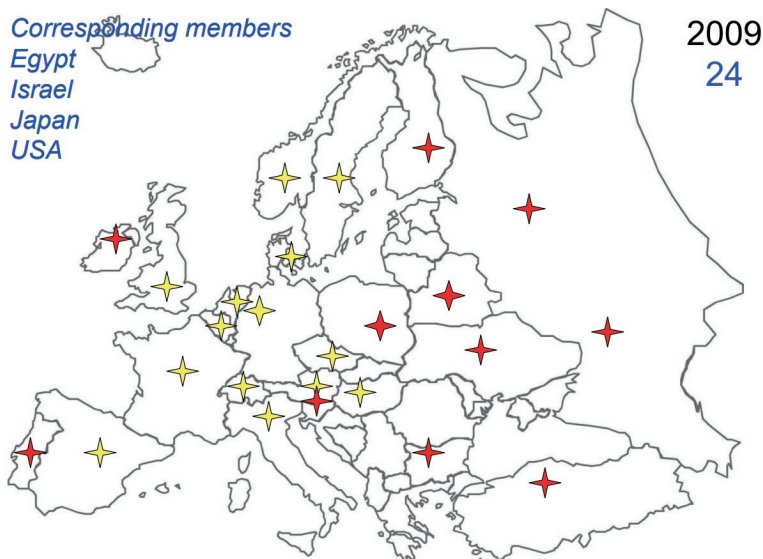 Corresponding members
Egypt
Israel
Japan
USA
2009
24